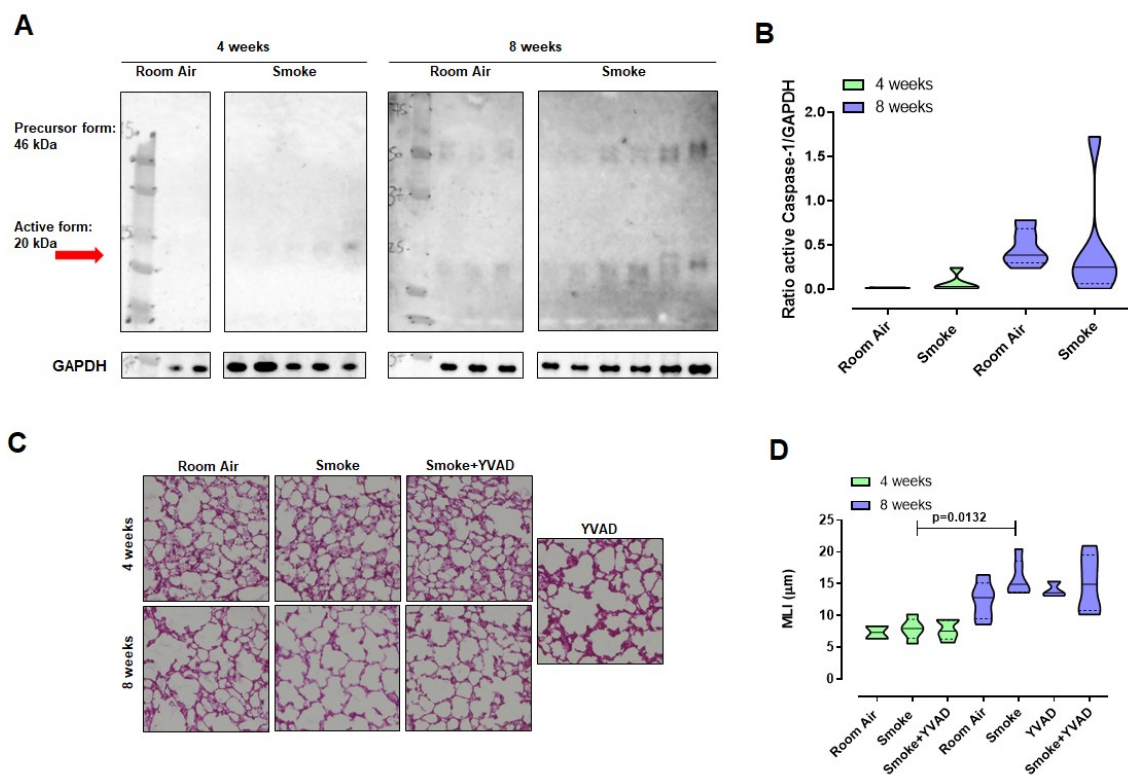 A
4 weeks
8 weeks
Room Air
Smoke
Room Air
Smoke
Precursor form:
46 kDa
Active form:
20 kDa
50
37
25
GAPDH
B
4 weeks
8 weeks
Ratio active Caspase-1/GAPDH
2.0
1.5
1.0
0.5
0.0
Room Air
Smoke
Room Air
Smoke
C
Room Air
Smoke
Smoke+YVAD
YVAD
4 weeks
8 weeks
D
4 weeks
8 weeks
p=0.0132
MLI (µm)
25
20
15
10
5
0
Room Air
Smoke
Smoke+YVAD
Room Air
Smoke
YVAD
Smoke+YVAD